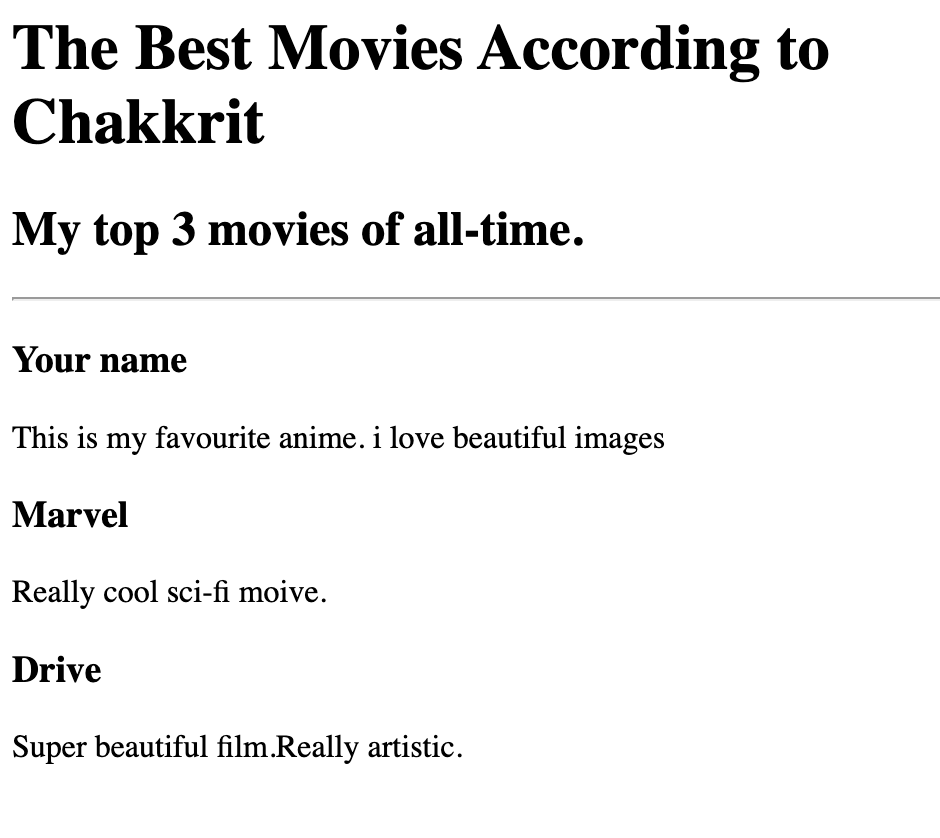 The Best Movies According to
Chakkrit
My top 3 movies of all-time.
Your name
This is my favourite anime. i love beautiful images
Marvel
Really cool sci-fi moive.
Drive
Super beautiful film.Really artistic.